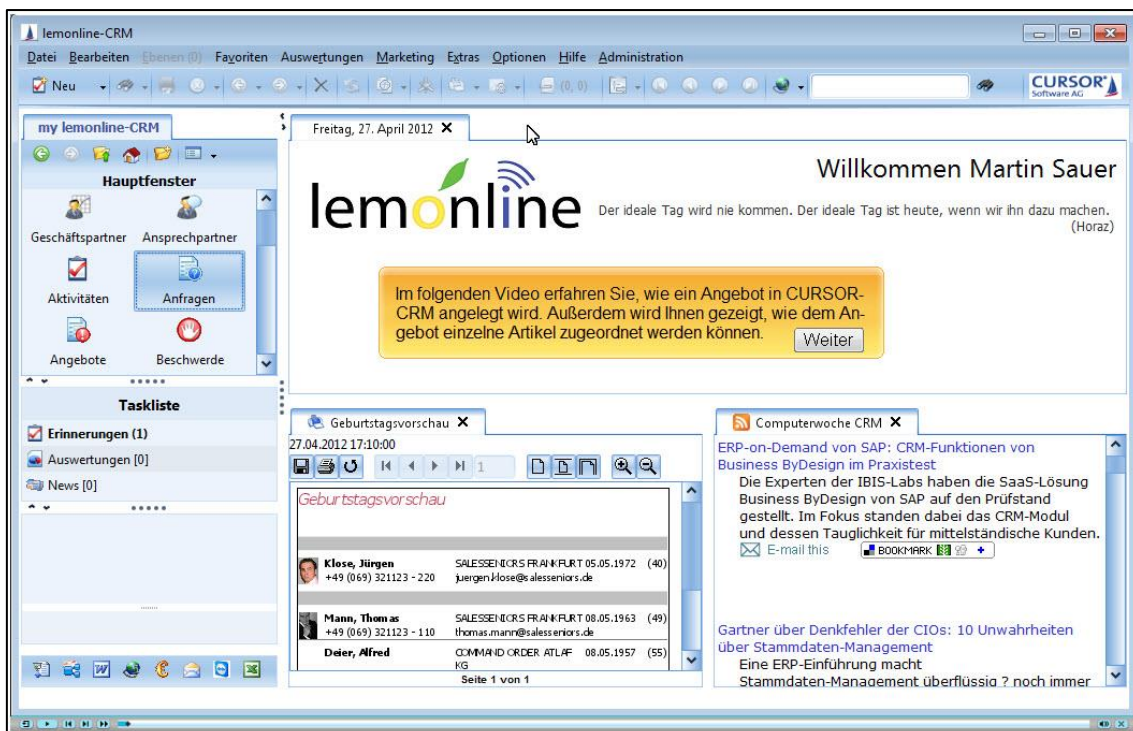 lemonline-CRM
Datei Bearbeiten Ebenen (0) Favoriten Auswertungen Marketing Extras Optionen Hilfe Administration
Neu (0, 0) CURSOR
Software AG
my lemonline-CRM
Freitag, 27. April 2012
Hauptfenster
Geschäftspartner Ansprechpartner
Aktivitäten Anfragen
Angebote Beschwerde
Taskliste
Erinnerungen (1)
Auswertungen [0]
News [0]
lemonline
Willkommen Martin Sauer
Der ideale Tag wird nie kommen. Der ideale Tag ist heute, wenn wir ihn dazu machen.
(Horaz)
Im folgenden Video erfahren Sie, wie ein Angebot in CURSOR-
CRM angelegt wird. Außerdem wird Ihnen gezeigt, wie dem An-
gebot einzelne Artikel zugeordnet werden können.
Weiter
Geburtstagsvorschau
27.04.2012 17:10:00
1
Geburtstagsvorschau
Klose, Jürgen SALESSENIORS FRANKFURT 05.05.1972 (40)
+49 (069) 321123 - 220 juergen.klose@salesseniors.de
Mann, Thomas SALESSENIORS FRANKFURT 08.05.1963 (49)
+49 (069) 321123 - 110 thomas.mann@salesseniors.de
Deier, Alfred COMMAND ORDER ATLAF 08.05.1957 (55)
KG
Seite 1 von 1
Computerwoche CRM
ERP-on-Demand von SAP: CRM-Funktionen von
Business ByDesign im Praxistest
Die Experten der IBIS-Labs haben die SaaS-Lösung
Business ByDesign von SAP auf den Prüfstand
gestellt. Im Fokus standen dabei das CRM-Modul
und dessen Tauglichkeit für mittelständische Kunden.
E-mail this BOOKMARK
Gartner über Denkfehler der CIOs: 10 Unwahrheiten
über Stammdaten-Management
Eine ERP-Einführung macht
Stammdaten-Management überflüssig ? noch immer